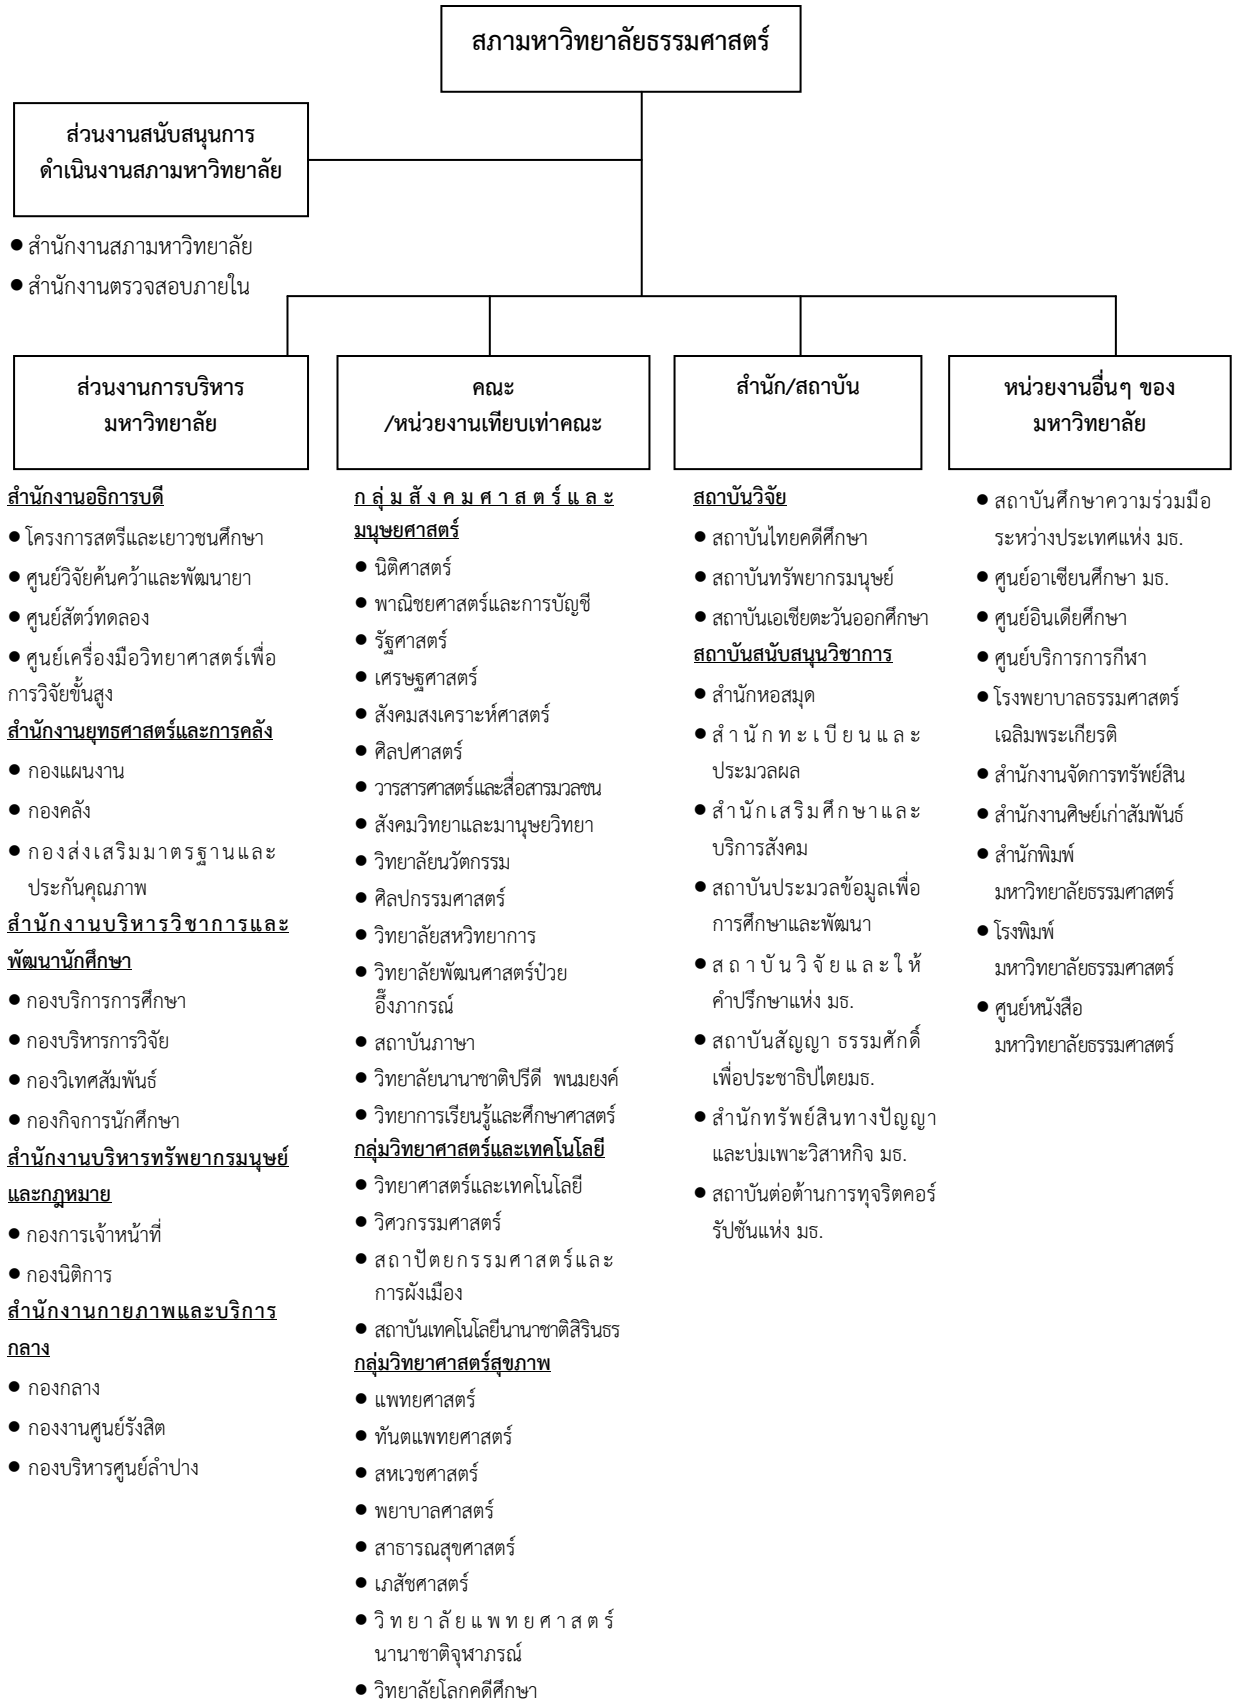 สภามหาวิทยาลัยธรรมศาสตร์
ส่วนงานสนับสนุนการ
ดำเนินงานสภามหาวิทยาลัย
● สำนักงานสภามหาวิทยาลัย
● สำนักงานตรวจสอบภายใน
ส่วนงานการบริหาร
มหาวิทยาลัย
สำนักงานอธิการบดี
● โครงการสตรีและเยาวชนศึกษา
● ศูนย์วิจัยค้นคว้าและพัฒนายา
● ศูนย์สัตว์ทดลอง
● ศูนย์เครื่องมือวิทยาศาสตร์เพื่อ
การวิจัยขั้นสูง
สำนักงานยุทธศาสตร์และการคลัง
● กองแผนงาน
● กองคลัง
● กองส่งเสริมมาตรฐานและ
ประกันคุณภาพ
สำนักงานบริหารวิชาการและ
พัฒนานักศึกษา
● กองบริการการศึกษา
● กองบริหารการวิจัย
● กองวิเทศสัมพันธ์
● กองกิจการนักศึกษา
สำนักงานบริหารทรัพยากรมนุษย์
และกฎหมาย
● กองการเจ้าหน้าที่
● กองนิติการ
สำนักงานกายภาพและบริการ
กลาง
● กองกลาง
● กองงานศูนย์รังสิต
● กองบริหารศูนย์ลำปาง
คณะ
/หน่วยงานเทียบเท่าคณะ
กลุ่มสังคมศาสตร์และ
มนุษยศาสตร์
● นิติศาสตร์
● พาณิชยศาสตร์และการบัญชี
● รัฐศาสตร์
● เศรษฐศาสตร์
● สังคมสงเคราะห์ศาสตร์
● ศิลปศาสตร์
● วารสารศาสตร์และสื่อสารมวลชน
● สังคมวิทยาและมานุษยวิทยา
● วิทยาลัยนวัตกรรม
● ศิลปกรรมศาสตร์
● วิทยาลัยสหวิทยาการ
● วิทยาลัยพัฒนศาสตร์ป๋วย
อึ๊งภากรณ์
● สถาบันภาษา
● วิทยาลัยนานาชาติปรีดี พนมยงค์
● วิทยาการเรียนรู้และศึกษาศาสตร์
กลุ่มวิทยาศาสตร์และเทคโนโลยี
● วิทยาศาสตร์และเทคโนโลยี
● วิศวกรรมศาสตร์
● สถาปัตยกรรมศาสตร์และ
การผังเมือง
● สถาบันเทคโนโลยีนานาชาติสิรินธร
กลุ่มวิทยาศาสตร์สุขภาพ
● แพทยศาสตร์
● ทันตแพทยศาสตร์
● สหเวชศาสตร์
● พยาบาลศาสตร์
● สาธารณสุขศาสตร์
● เภสัชศาสตร์
● วิทยาลัยแพทยศาสตร์
นานาชาติจุฬาภรณ์
● วิทยาลัยโลกคดีศึกษา
สำนัก/สถาบัน
สถาบันวิจัย
● สถาบันไทยคดีศึกษา
● สถาบันทรัพยากรมนุษย์
● สถาบันเอเชียตะวันออกศึกษา
สถาบันสนับสนุนวิชาการ
● สำนักหอสมุด
● สำนักทะเบียนและ
ประมวลผล
● สำนักเสริมศึกษาและ
บริการสังคม
● สถาบันประมวลข้อมูลเพื่อ
การศึกษาและพัฒนา
● สถาบันวิจัยและให้
คำปรึกษาแห่ง มธ.
● สถาบันสัญญา ธรรมศักดิ์
เพื่อประชาธิปไตยมธ.
● สำนักทรัพย์สินทางปัญญา
และบ่มเพาะวิสาหกิจ มธ.
● สถาบันต่อต้านการทุจริตคอร์
รัปชันแห่ง มธ.
หน่วยงานอื่นๆ ของ
มหาวิทยาลัย
● สถาบันศึกษาความร่วมมือ
ระหว่างประเทศแห่ง มธ.
● ศูนย์อาเซียนศึกษา มธ.
● ศูนย์อินเดียศึกษา
● ศูนย์บริการการกีฬา
● โรงพยาบาลธรรมศาสตร์
เฉลิมพระเกียรติ
● สำนักงานจัดการทรัพย์สิน
● สำนักงานศิษย์เก่าสัมพันธ์
● สำนักพิมพ์
มหาวิทยาลัยธรรมศาสตร์
● โรงพิมพ์
มหาวิทยาลัยธรรมศาสตร์
● ศูนย์หนังสือ
มหาวิทยาลัยธรรมศาสตร์